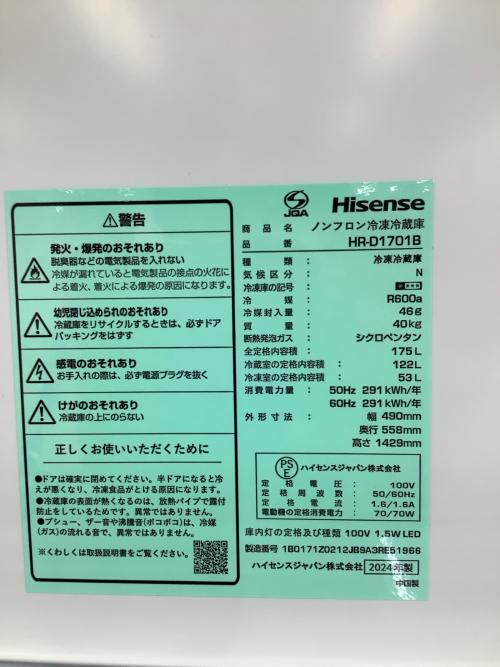 ⚠警告
発火・爆発のおそれあり
脱臭器などの電気製品を入れない
冷媒が漏れていると電気製品の接点の火花に
よる着火、着火による爆発の原因になります。
幼児閉じ込められのおそれあり
冷蔵庫をリサイクルするときは、必ずドア
パッキングをはずす
感電のおそれあり
お手入れの際は、必ず電源プラグを抜く
けがのおそれあり
冷蔵庫の上にのらない
正しくお使いいただくために
●ドアは確実に閉めてください。半ドアになると冷
えが悪くなり、冷凍食品がとける原因になります。
●冷蔵庫の表面が熱くなるのは、放熱パイプで露付
防止をしているためです。異常ではありません。
●プシュー、ザー音や沸騰音(ポコポコ)は、冷媒
(ガス)の流れる音で、異常ではありません。
※くわしくは取扱説明書をご覧ください。
JQA Hisense
商品名 ノンフロン冷凍冷蔵庫
品番 HR-D1701B
種類: 冷凍冷蔵庫
気候区分: N
冷凍庫の記号:
冷媒: R600a
冷媒封入量: 46g
質量: 40kg
断熱発泡ガス: シクロペンタン
全定格内容積: 175L
冷蔵室の定格内容積: 122L
冷凍室の定格内容積: 53L
消費電力量: 50Hz 291kWh/年
60Hz 291kWh/年
外形寸法: 幅 490mm
奥行 558mm
高さ 1429mm
PSE ハイセンスジャパン株式会社
定格電圧: 100V
定格周波数: 50/60Hz
定格電流: 1.6/1.6A
電動機の定格消費電力: 70/70W
庫内灯の定格及び種類 100V 1.5W LED
製造番号 1B0171Z0212JB9A3RE51966
ハイセンスジャパン株式会社 2024年製
中国製